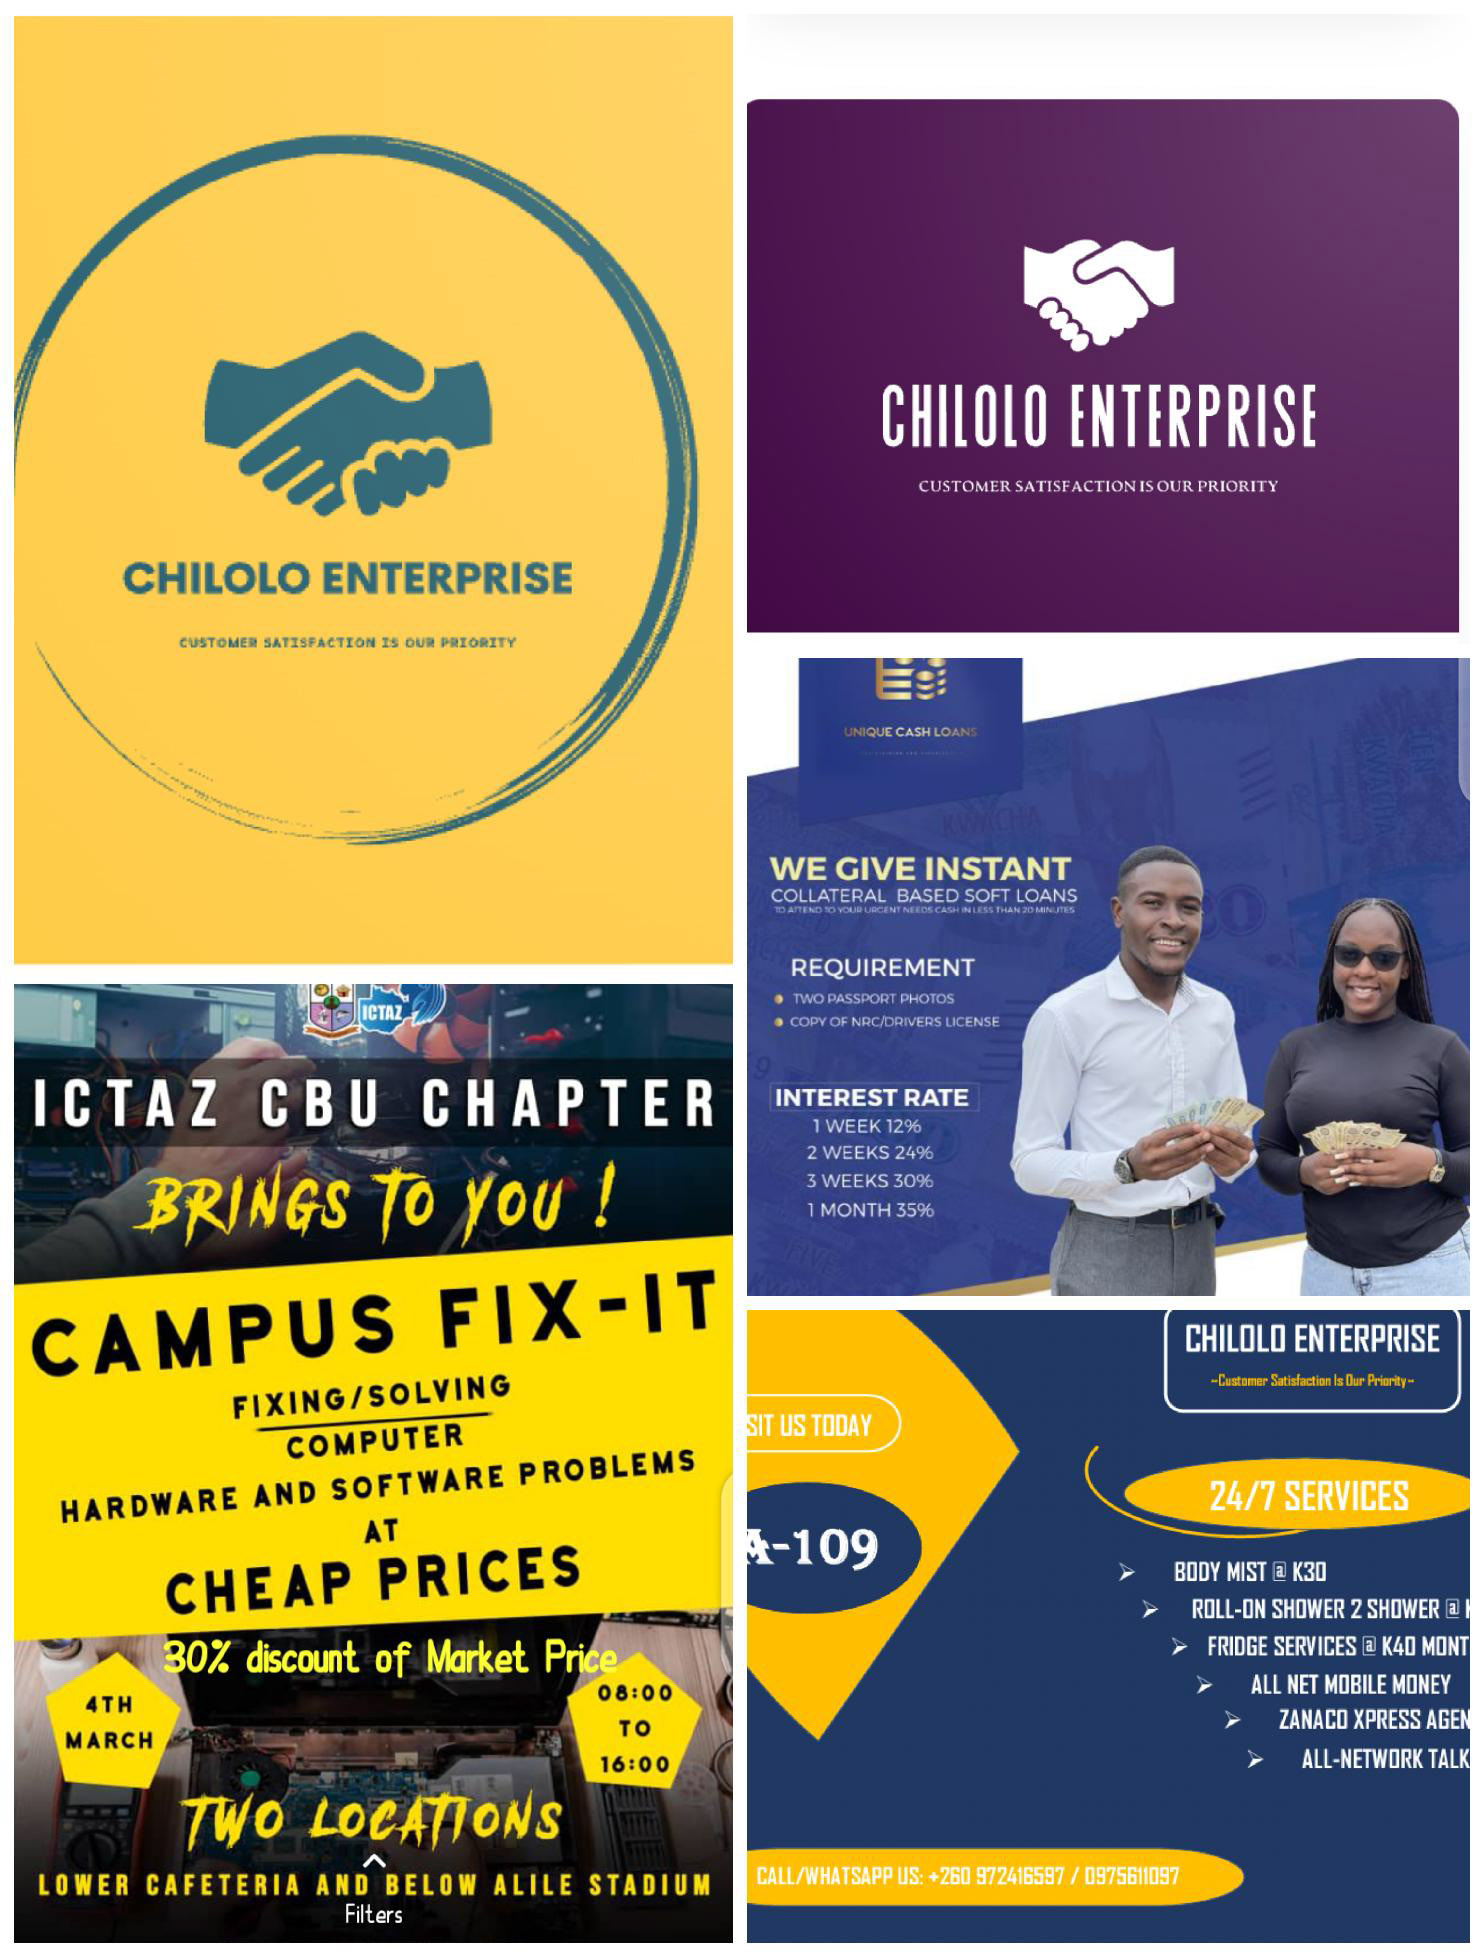 CHILOLO ENTERPRISE
CUSTOMER SATISFACTION IS OUR PRIORITY
CHILOLO ENTERPRISE
CUSTOMER SATISFACTION IS OUR PRIORITY
UNIQUE CASH LOANS
WE GIVE INSTANT
COLLATERAL BASED SOFT LOANS
TO ATTEND TO YOUR URGENT NEEDS CASH IN LESS THAN 20 MINUTES
REQUIREMENT
TWO PASSPORT PHOTOS
COPY OF NRC/DRIVERS LICENSE
INTEREST RATE
1 WEEK 12%
2 WEEKS 24%
3 WEEKS 30%
1 MONTH 35%
KWACHA
TEN
KWACHA
FIVE
ICTAZ
ICTAZ CBU CHAPTER
BRINGS TO YOU !
CAMPUS FIX-IT
FIXING/SOLVING
COMPUTER
HARDWARE AND SOFTWARE PROBLEMS
AT
CHEAP PRICES
30% discount of Market Price
4TH
MARCH
08:00
TO
16:00
TWO LOCATIONS
LOWER CAFETERIA AND BELOW ALILE STADIUM
Filters
CHILOLO ENTERPRISE
~Customer Satisfaction Is Our Priority~
SIT US TODAY
A-109
24/7 SERVICES
➢ BODY MIST @ K30
➢ ROLL-ON SHOWER 2 SHOWER @ K
➢ FRIDGE SERVICES @ K40 MONT
➢ ALL NET MOBILE MONEY
➢ ZANACO XPRESS AGEN
➢ ALL-NETWORK TALK
CALL/WHATSAPP US: +260 972416597 / 0975611097